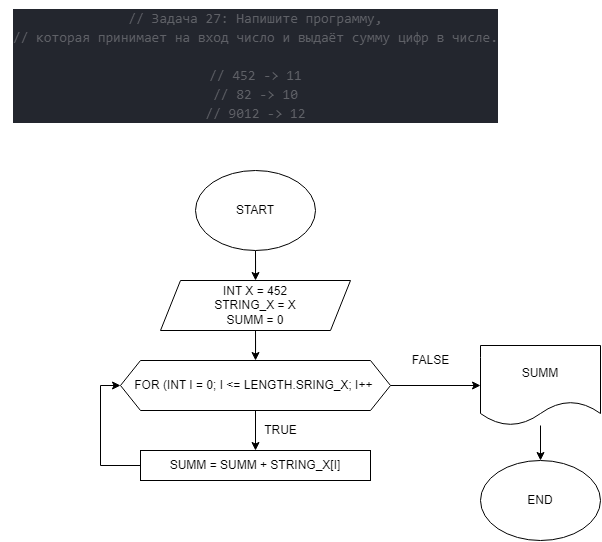 // Задача 27: Напишите программу,
// которая принимает на вход число и выдаёт сумму цифр в числе.
// 452 -> 11
// 82 -> 10
// 9012 -> 12
START
INT X = 452
STRING_X = X
SUMM = 0
FOR (INT I = 0; I <= LENGTH.SRING_X; I++
FALSE
SUMM
TRUE
SUMM = SUMM + STRING_X[I]
END